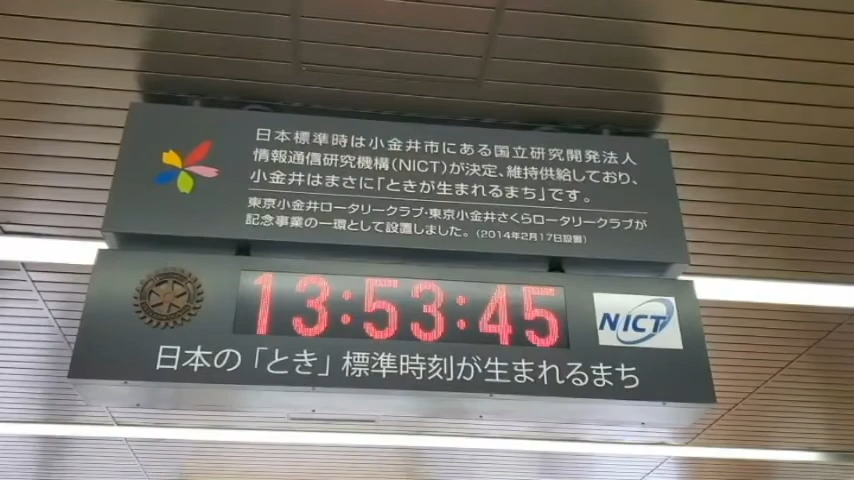 日本標準時は小金井市にある国立研究開発法人
情報通信研究機構(NICT)が決定、維持供給しており、
小金井はまさに「ときが生まれるまち」です。
東京小金井ロータリークラブ・東京小金井さくらロータリークラブが
記念事業の一環として設置しました。(2014年2月17日設置)
13:53:45
NICT
日本の「とき」標準時刻が生まれるまち